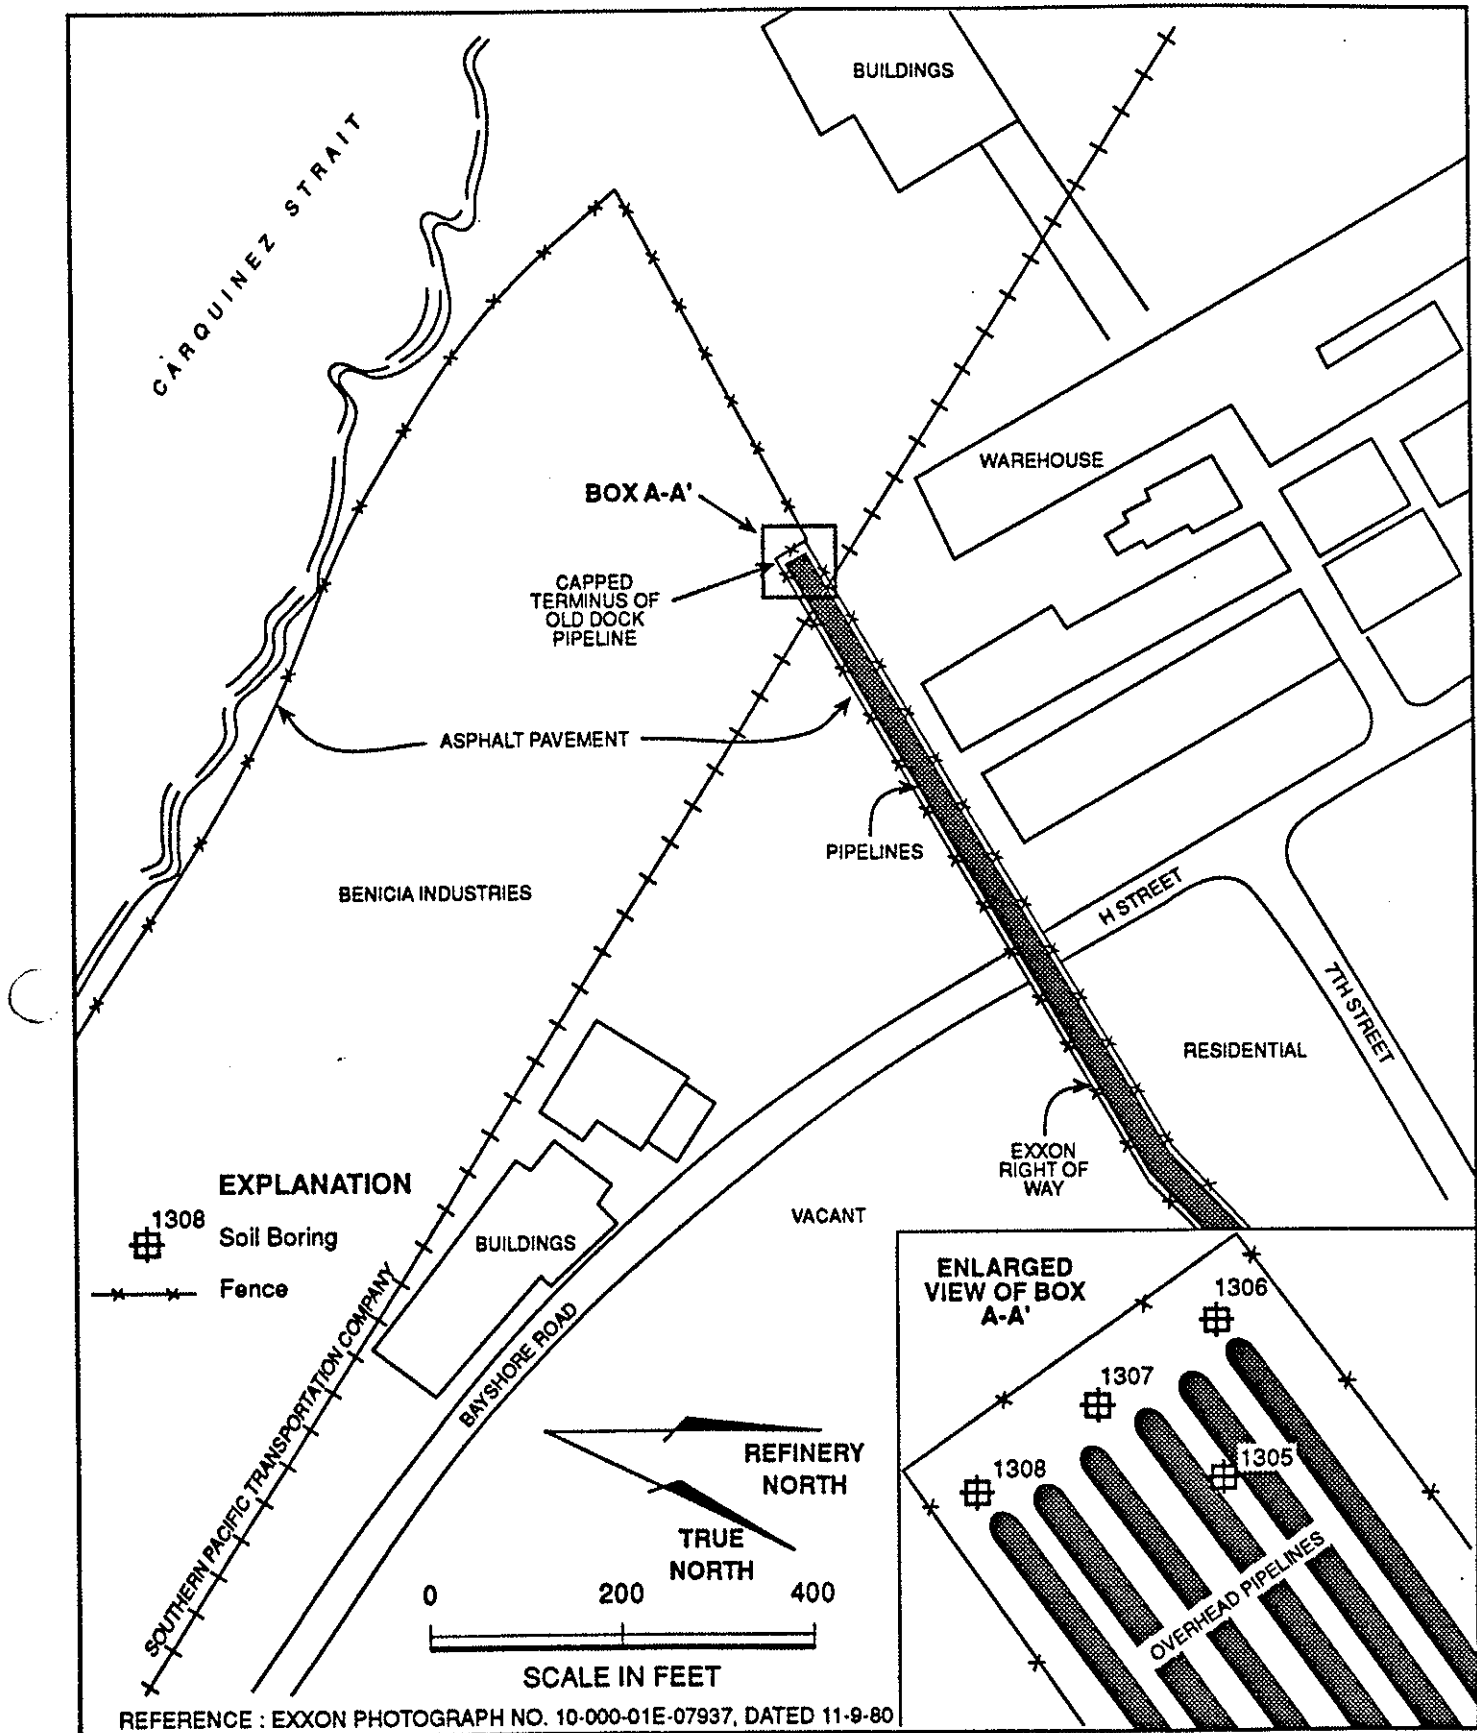 BUILDINGS
CARQUINEZ STRAIT
WAREHOUSE
BOX A-A'
CAPPED
TERMINUS OF
OLD DOCK
PIPELINE
ASPHALT PAVEMENT
PIPELINES
BENICIA INDUSTRIES
H STREET
7TH STREET
RESIDENTIAL
EXXON
RIGHT OF
WAY
VACANT
EXPLANATION
1308
Soil Boring
Fence
BUILDINGS
SOUTHERN PACIFIC TRANSPORTATION COMPANY
BAYSHORE ROAD
REFINERY
NORTH
TRUE
NORTH
0 200 400
SCALE IN FEET
REFERENCE : EXXON PHOTOGRAPH NO. 10-000-01E-07937, DATED 11-9-80
ENLARGED
VIEW OF BOX
A-A'
1306
1307
1308
1305
OVERHEAD PIPELINES